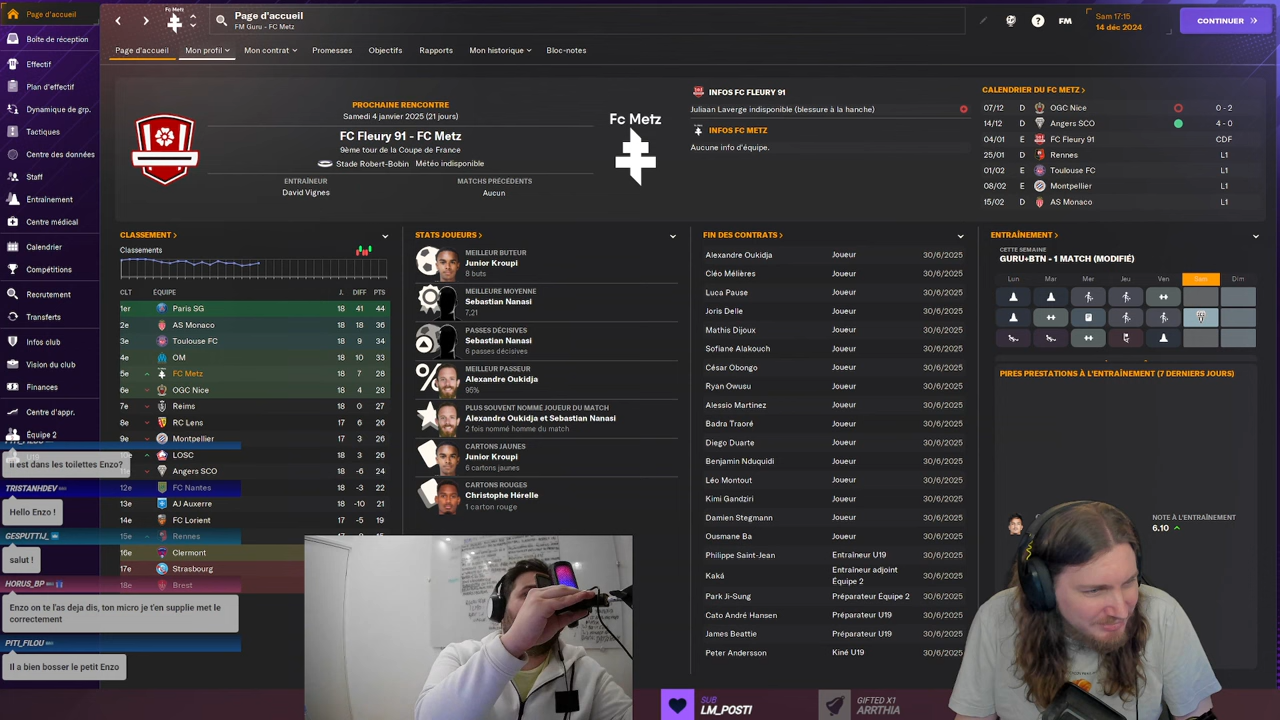 Page d'accueil
Boîte de réception
Effectif
Plan d'effectif
Dynamique de grp.
Tactiques
Centre des données
Staff
Entraînement
Centre médical
Calendrier
Compétitions
Recrutement
Transferts
Infos club
Vision du club
Finances
Centre d'appr.
Équipe 2
Fc Metz
Page d'accueil
FM Guru - FC Metz
FM
Sam 17:15
14 déc 2024
CONTINUER
Page d'accueil
Mon profil
Mon contrat
Promesses
Objectifs
Rapports
Mon historique
Bloc-notes
PROCHAINE RENCONTRE
Samedi 4 janvier 2025 (21 jours)
FC Fleury 91 - FC Metz
9ème tour de la Coupe de France
Stade Robert-Bobin Météo indisponible
ENTRAÎNEUR
David Vignes
MATCHS PRÉCÉDENTS
Aucun
Fc Metz
INFOS FC FLEURY 91
Juliaan Laverge indisponible (blessure à la hanche)
INFOS FC METZ
Aucune info d'équipe.
CALENDRIER DU FC METZ
07/12 D OGC Nice 0 - 2
14/12 D Angers SCO 4 - 0
04/01 E FC Fleury 91 CDF
25/01 D Rennes L1
01/02 E Toulouse FC L1
08/02 E Montpellier L1
15/02 D AS Monaco L1
CLASSEMENT
Classements
CLT ÉQUIPE J. DIFF PTS
1er Paris SG 18 41 44
2e AS Monaco 18 18 36
3e Toulouse FC 18 9 34
4e OM 18 10 33
5e FC Metz 18 4 28
6e OGC Nice 18 7 28
7e Reims 18 0 27
8e RC Lens 17 6 26
9e Montpellier 17 3 26
10e LOSC 18 3 26
11e Angers SCO 18 -6 24
12e FC Nantes 18 -3 22
13e AJ Auxerre 18 -10 21
14e FC Lorient 17 -5 19
15e Rennes
16e Clermont
17e Strasbourg
18e Brest
STATS JOUEURS
MEILLEUR BUTEUR
Junior Kroupi
8 buts
MEILLEURE MOYENNE
Sebastian Nanasi
7,21
PASSES DÉCISIVES
Sebastian Nanasi
6 passes décisives
MEILLEUR PASSEUR
Alexandre Oukidja
95%
PLUS SOUVENT NOMMÉ JOUEUR DU MATCH
Alexandre Oukidja et Sebastian Nanasi
2 fois nommé homme du match
CARTONS JAUNES
Junior Kroupi
6 cartons jaunes
CARTONS ROUGES
Christophe Hérelle
1 carton rouge
FIN DES CONTRATS
Alexandre Oukidja Joueur 30/6/2025
Cléo Mélières Joueur 30/6/2025
Luca Pause Joueur 30/6/2025
Joris Delle Joueur 30/6/2025
Mathis Dijoux Joueur 30/6/2025
Sofiane Alakouch Joueur 30/6/2025
César Obongo Joueur 30/6/2025
Ryan Owusu Joueur 30/6/2025
Alessio Martinez Joueur 30/6/2025
Badra Traoré Joueur 30/6/2025
Diego Duarte Joueur 30/6/2025
Benjamin Nduquidi Joueur 30/6/2025
Léo Montout Joueur 30/6/2025
Kimi Gandziri Joueur 30/6/2025
Damien Stegmann Joueur 30/6/2025
Ousmane Ba Joueur 30/6/2025
Philippe Saint-Jean Entraîneur U19 30/6/2025
Kaká Entraîneur adjoint Équipe 2 30/6/2025
Park Ji-Sung Préparateur Équipe 2 30/6/2025
Cato André Hansen Préparateur U19 30/6/2025
James Beattie Préparateur U19 30/6/2025
Peter Andersson Kiné U19 30/6/2025
ENTRAÎNEMENT
CETTE SEMAINE
GURU+BTN - 1 MATCH (MODIFIÉ)
Lun Mar Mer Jeu Ven Sam Dim
PIRES PRESTATIONS À L'ENTRAÎNEMENT (7 DERNIERS JOURS)
NOTE À L'ENTRAÎNEMENT
6.10
PITI_FILOU
il est dans les toilettes Enzo?
TRISTANHDEV
Hello Enzo !
GESPUTTIJ_
salut !
HORUS_BP
Enzo on te l'as deja dis, ton micro je t'en supplie met le
correctement
PITI_FILOU
Il a bien bosser le petit Enzo
SUB
LM_POSTI
GIFTED X1
ARRTHIA